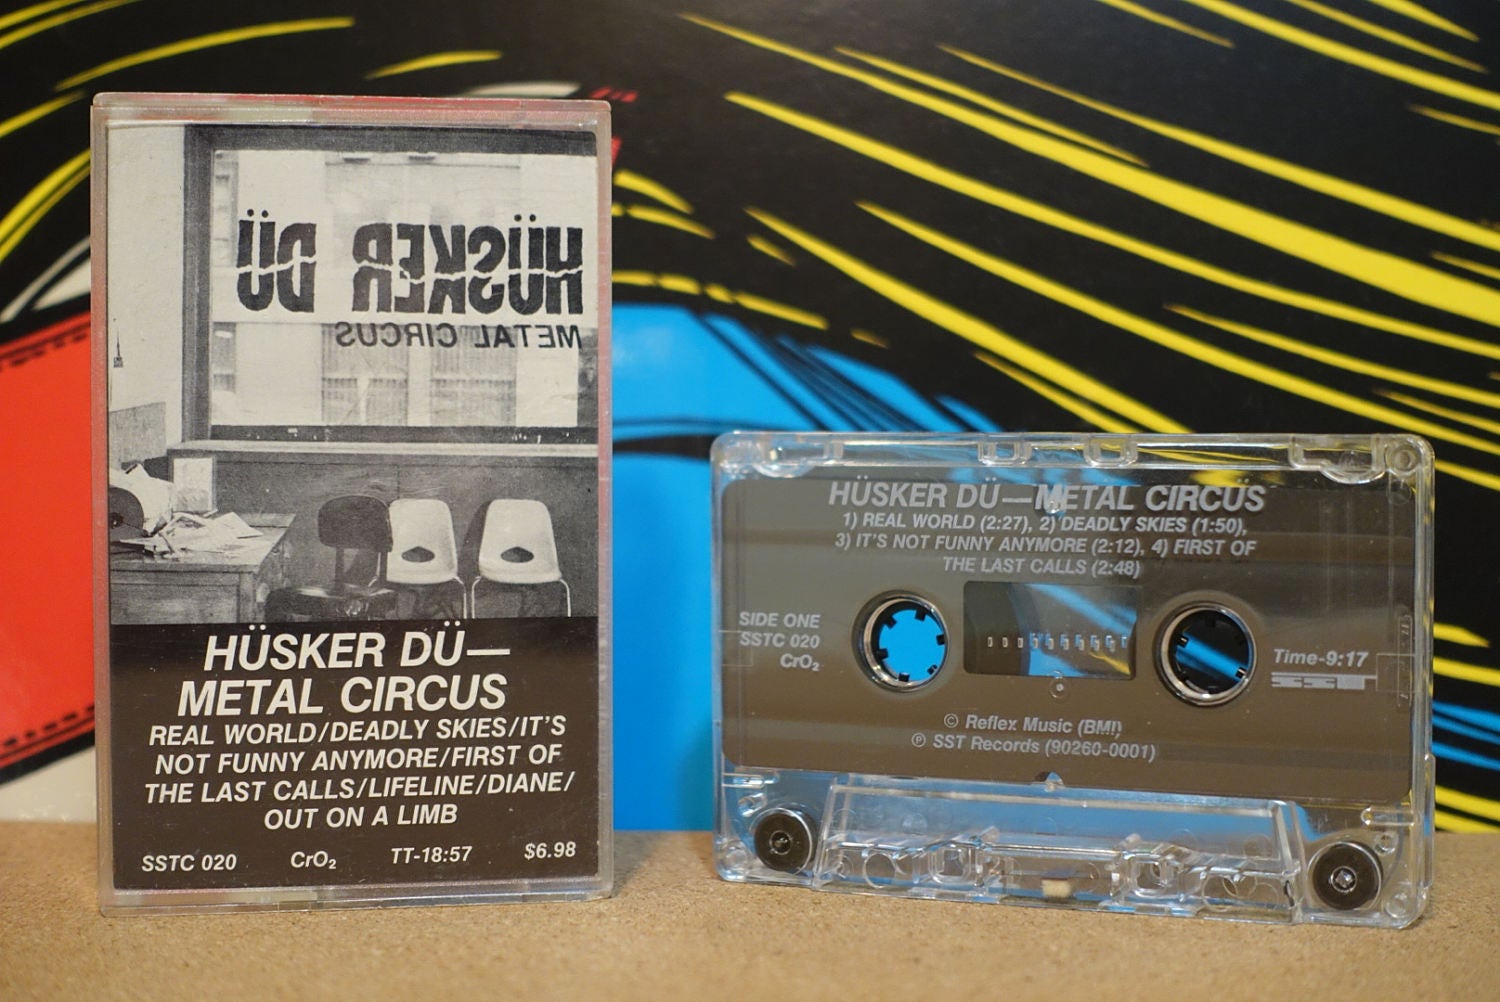 HÜSKER DÜ
METAL CIRCUS
HÜSKER DÜ—
METAL CIRCUS
REAL WORLD/DEADLY SKIES/IT'S
NOT FUNNY ANYMORE/FIRST OF
THE LAST CALLS/LIFELINE/DIANE/
OUT ON A LIMB
SSTC 020 CrO₂ TT-18:57 $6.98
HÜSKER DÜ—METAL CIRCUS
1) REAL WORLD (2:27), 2) DEADLY SKIES (1:50),
3) IT'S NOT FUNNY ANYMORE (2:12), 4) FIRST OF
THE LAST CALLS (2:48)
SIDE ONE
SSTC 020
CrO₂
Time-9:17
SST
© Reflex Music (BMI)
℗ SST Records (90260-0001)